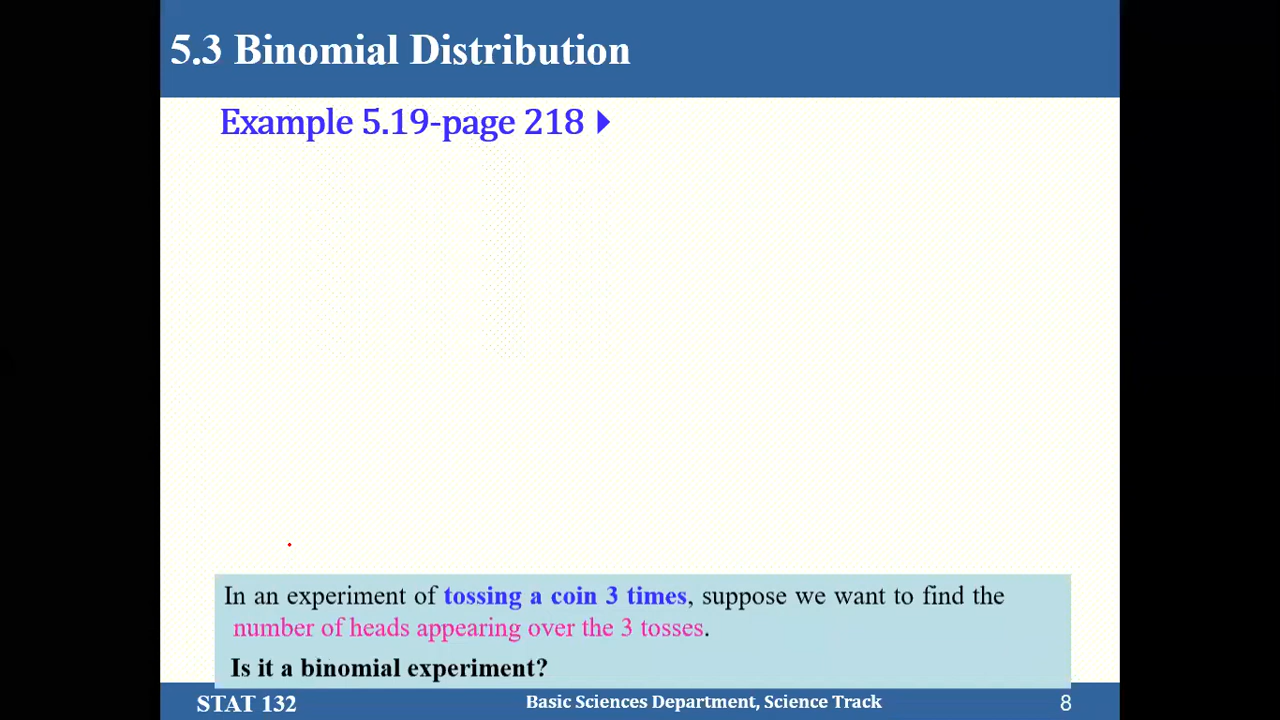 5.3 Binomial Distribution
Example 5.19-page 218
In an experiment of tossing a coin 3 times, suppose we want to find the
number of heads appearing over the 3 tosses.
Is it a binomial experiment?
STAT 132
Basic Sciences Department, Science Track
8